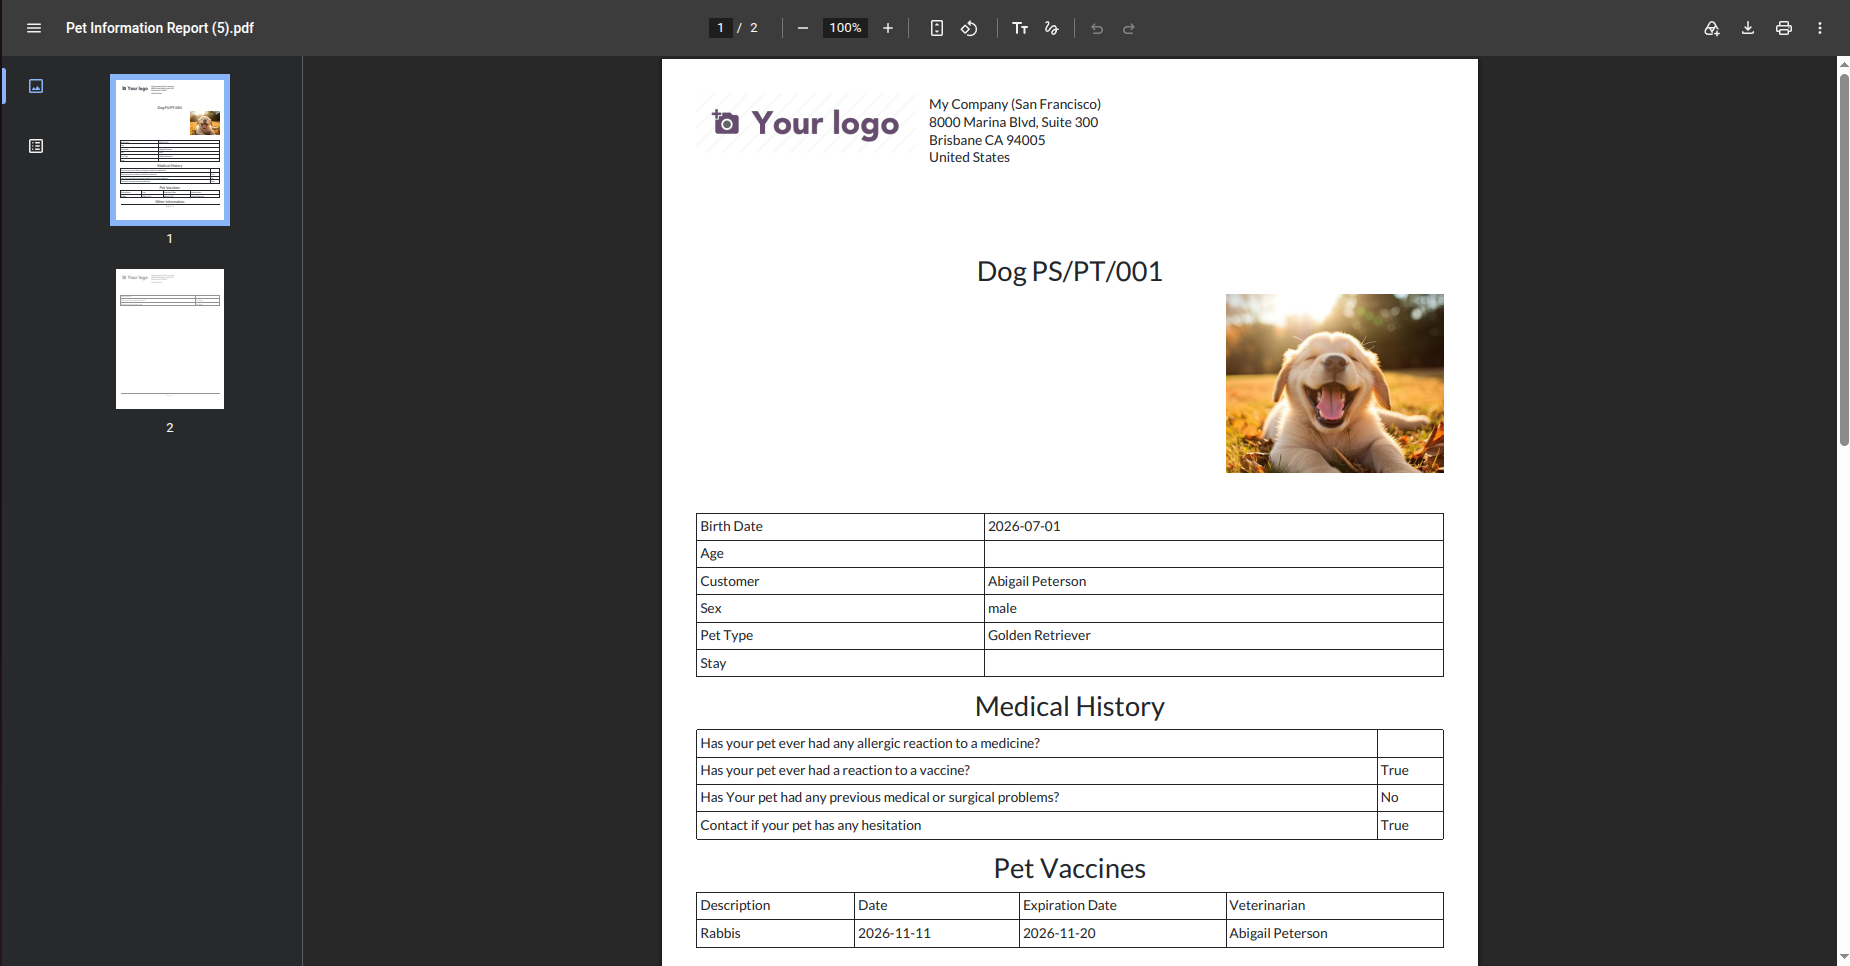 Pet Information Report (5).pdf
1 / 2
100%
1
2
Your logo
My Company (San Francisco)
8000 Marina Blvd, Suite 300
Brisbane CA 94005
United States
Dog PS/PT/001
Birth Date 2026-07-01
Age
Customer Abigail Peterson
Sex male
Pet Type Golden Retriever
Stay
Medical History
Has your pet ever had any allergic reaction to a medicine?
Has your pet ever had a reaction to a vaccine? True
Has Your pet had any previous medical or surgical problems? No
Contact if your pet has any hesitation True
Pet Vaccines
Description Date Expiration Date Veterinarian
Rabbis 2026-11-11 2026-11-20 Abigail Peterson